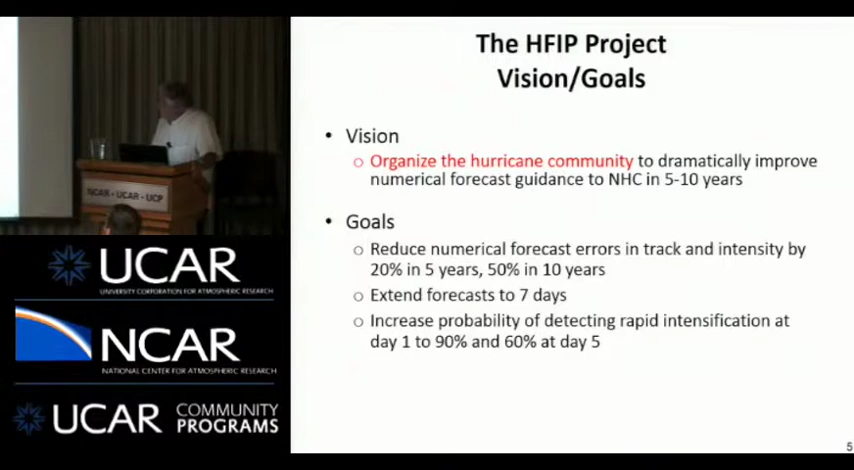 The HFIP Project
Vision/Goals
• Vision
o Organize the hurricane community to dramatically improve
numerical forecast guidance to NHC in 5-10 years
• Goals
o Reduce numerical forecast errors in track and intensity by
20% in 5 years, 50% in 10 years
o Extend forecasts to 7 days
o Increase probability of detecting rapid intensification at
day 1 to 90% and 60% at day 5
5
NCAR · UCAR · UCP
UCAR
UNIVERSITY CORPORATION FOR ATMOSPHERIC RESEARCH
NCAR
NATIONAL CENTER FOR ATMOSPHERIC RESEARCH
UCAR COMMUNITY
PROGRAMS